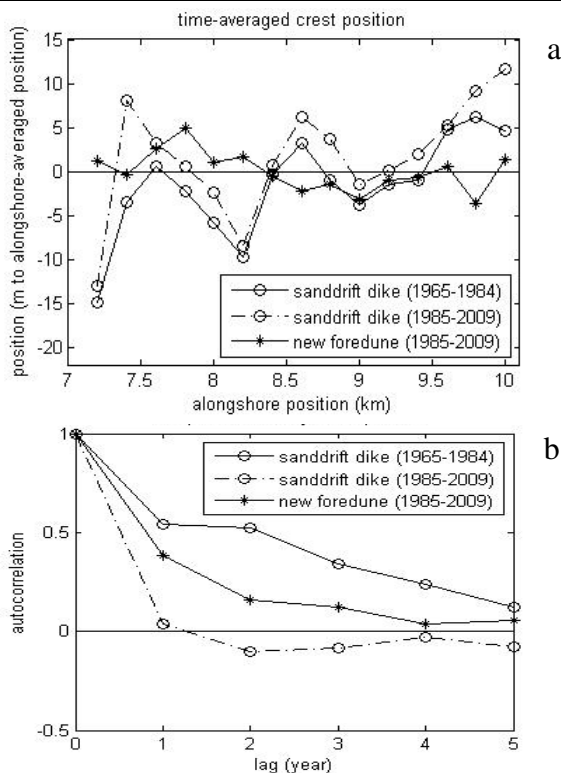 time-averaged crest position
a
position (m to alongshore-averaged position)
15
10
5
0
-5
-10
-15
-20
sanddrift dike (1965-1984)
sanddrift dike (1985-2009)
new foredune (1985-2009)
7
7.5
8
8.5
9
9.5
10
alongshore position (km)
b
autocorrelation
1
0.5
0
-0.5
sanddrift dike (1965-1984)
sanddrift dike (1985-2009)
new foredune (1985-2009)
0
1
2
3
4
5
lag (year)